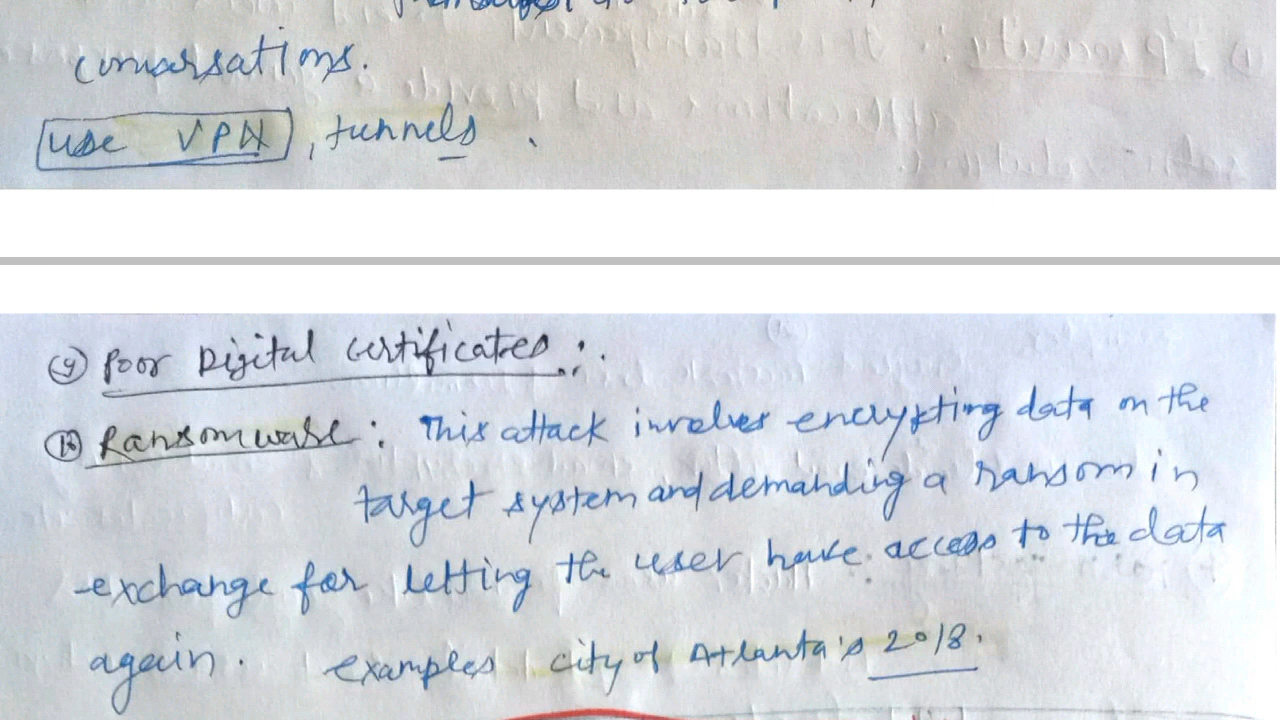 conversations.
use VPN, tunnels.
9 Poor Digital Certificates:
10 Ransomware: This attack involves encrypting data on the
target system and demanding a ransom in
exchange for letting the user have access to the data
again. examples city of Atlanta's 2018.